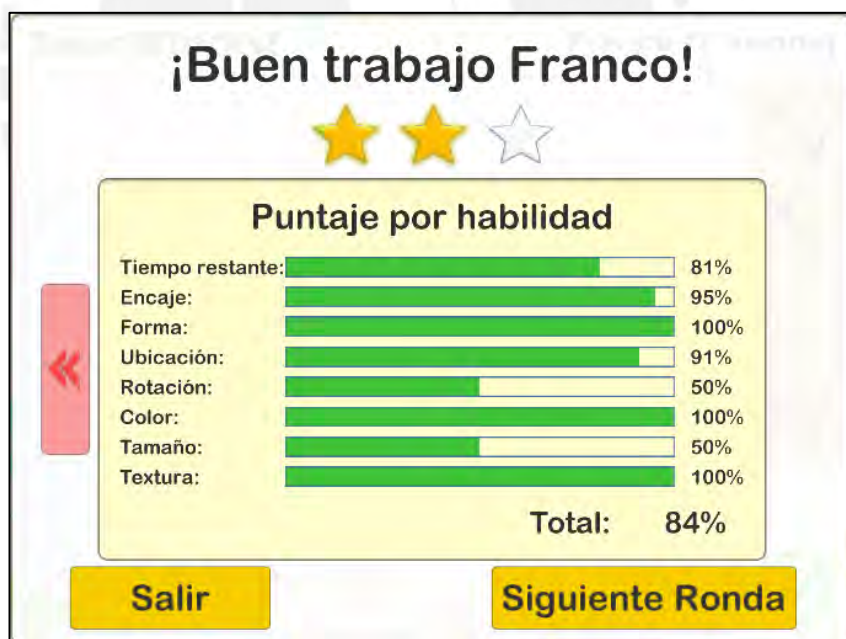 ¡Buen trabajo Franco!
Puntaje por habilidad
Tiempo restante: 81%
Encaje: 95%
Forma: 100%
Ubicación: 91%
Rotación: 50%
Color: 100%
Tamaño: 50%
Textura: 100%
Total: 84%
«
Salir
Siguiente Ronda